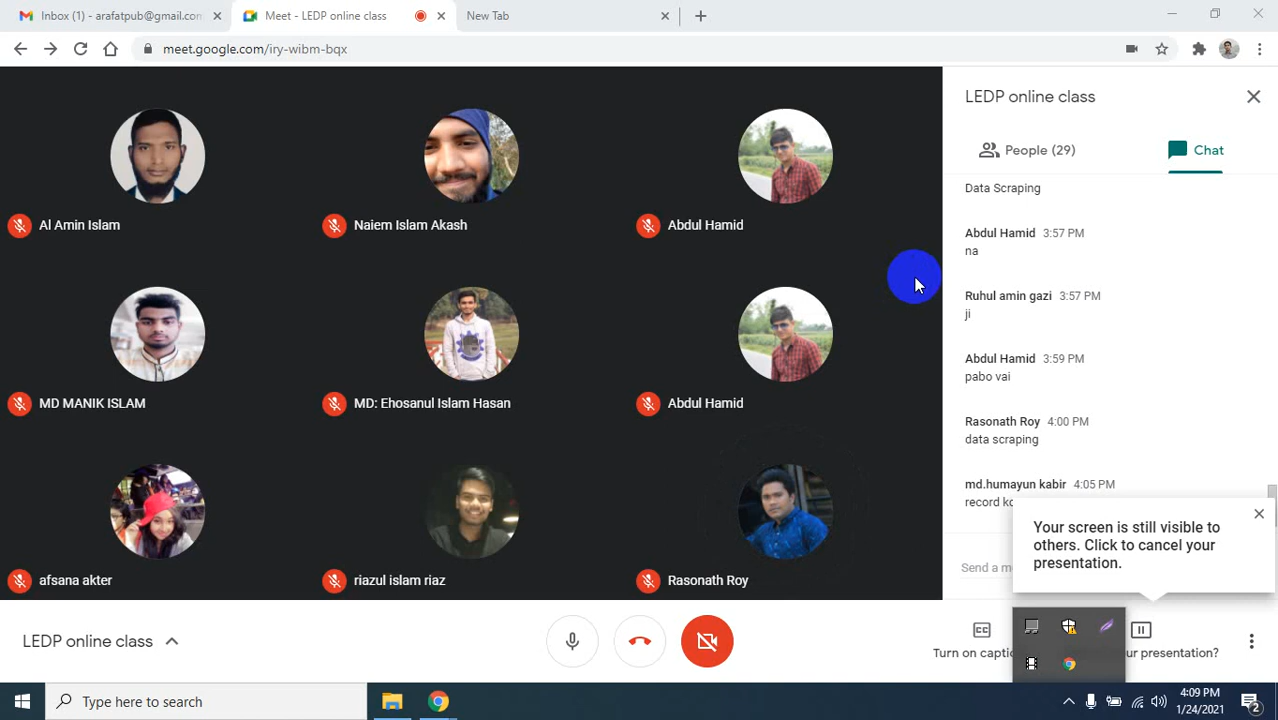 Inbox (1) - arafatpub@gmail.com
Meet - LEDP online class
New Tab
meet.google.com/iry-wibm-bqx
LEDP online class
People (29)
Chat
Data Scraping
Abdul Hamid 3:57 PM
na
Ruhul amin gazi 3:57 PM
ji
Abdul Hamid 3:59 PM
pabo vai
Rasonath Roy 4:00 PM
data scraping
md.humayun kabir 4:05 PM
record
Your screen is still visible to
others. Click to cancel your
presentation.
Send a
Al Amin Islam
Naiem Islam Akash
Abdul Hamid
MD MANIK ISLAM
MD: Ehosanul Islam Hasan
Abdul Hamid
afsana akter
riazul islam riaz
Rasonath Roy
LEDP online class
CC
Turn on
presentation?
Type here to search
4:09 PM
1/24/2021
2